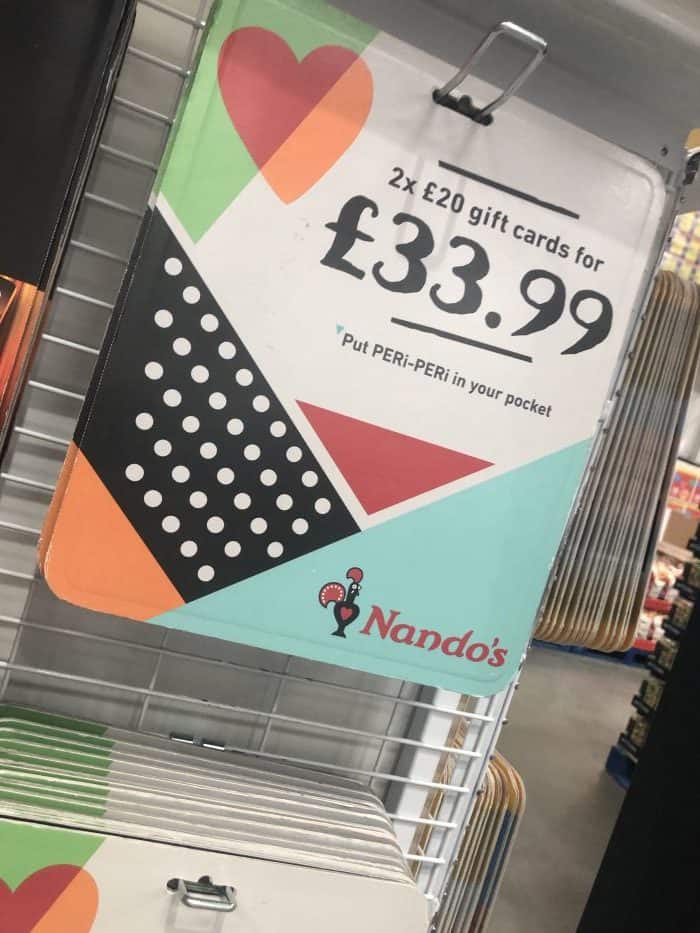 2x £20 gift cards for
£33.99
Put PERi-PERi in your pocket
Nando's